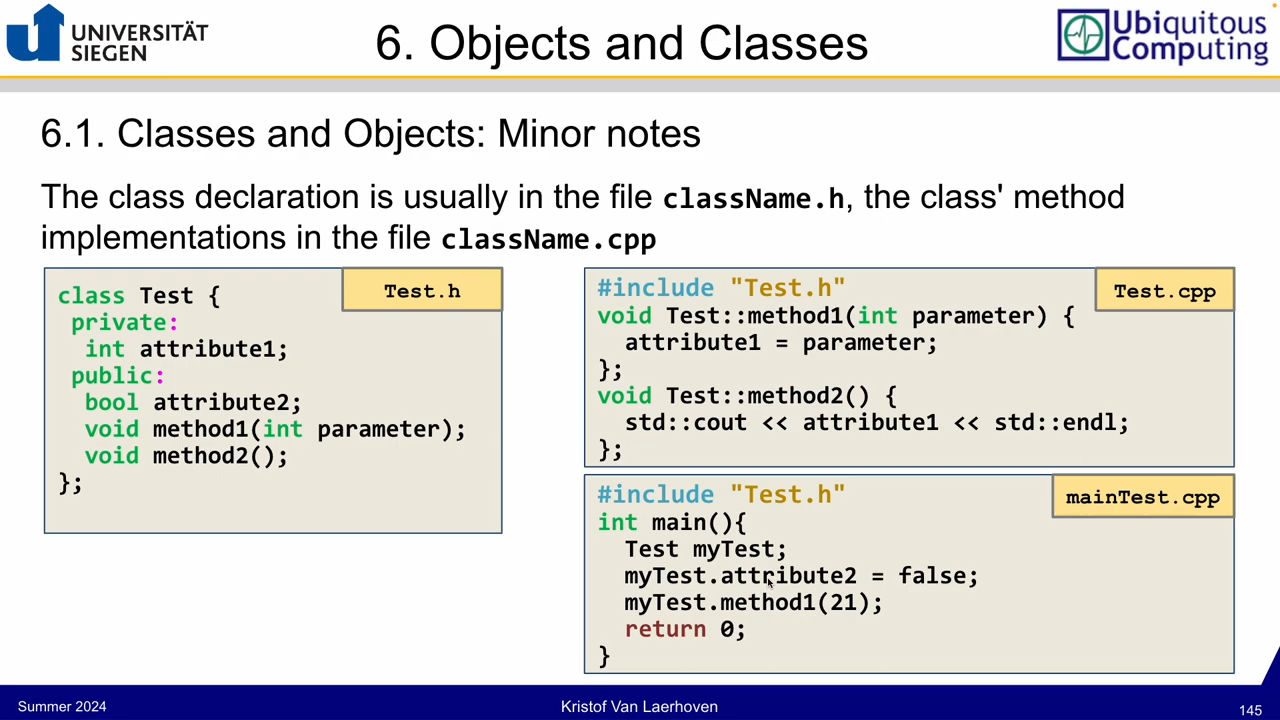 UNIVERSITÄT
SIEGEN
6. Objects and Classes
Ubiquitous
Computing
6.1. Classes and Objects: Minor notes
The class declaration is usually in the file className.h, the class' method
implementations in the file className.cpp
Test.h
class Test {
private:
int attribute1;
public:
bool attribute2;
void method1(int parameter);
void method2();
};
Test.cpp
#include "Test.h"
void Test::method1(int parameter) {
attribute1 = parameter;
};
void Test::method2() {
std::cout << attribute1 << std::endl;
};
mainTest.cpp
#include "Test.h"
int main(){
Test myTest;
myTest.attribute2 = false;
myTest.method1(21);
return 0;
}
Summer 2024
Kristof Van Laerhoven
145